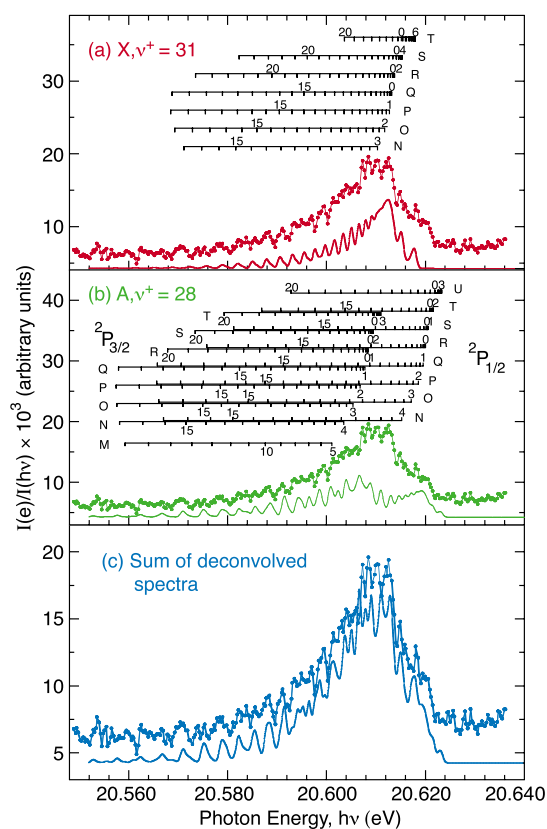 (a) X,ν⁺ = 31
20 0 6 T
20 04 S
20 02 R
20 0 Q
15 1 P
15 2 O
15 3 N
30
20
10
(b) A,ν⁺ = 28
²P₃/₂
²P₁/₂
20 03 U
T 20 15 02 T
S 20 15 03 01 S
R 20 15 02 0 R
Q 20 15 01 1 Q
P 15 15 1 2 P
O 15 15 2 3 O
N 15 15 3 4 N
M 15 10 4 5
40
30
20
10
I(e)/I(hν) × 10³ (arbitrary units)
(c) Sum of deconvolved
spectra
20
15
10
5
20.560 20.580 20.600 20.620 20.640
Photon Energy, hν (eV)